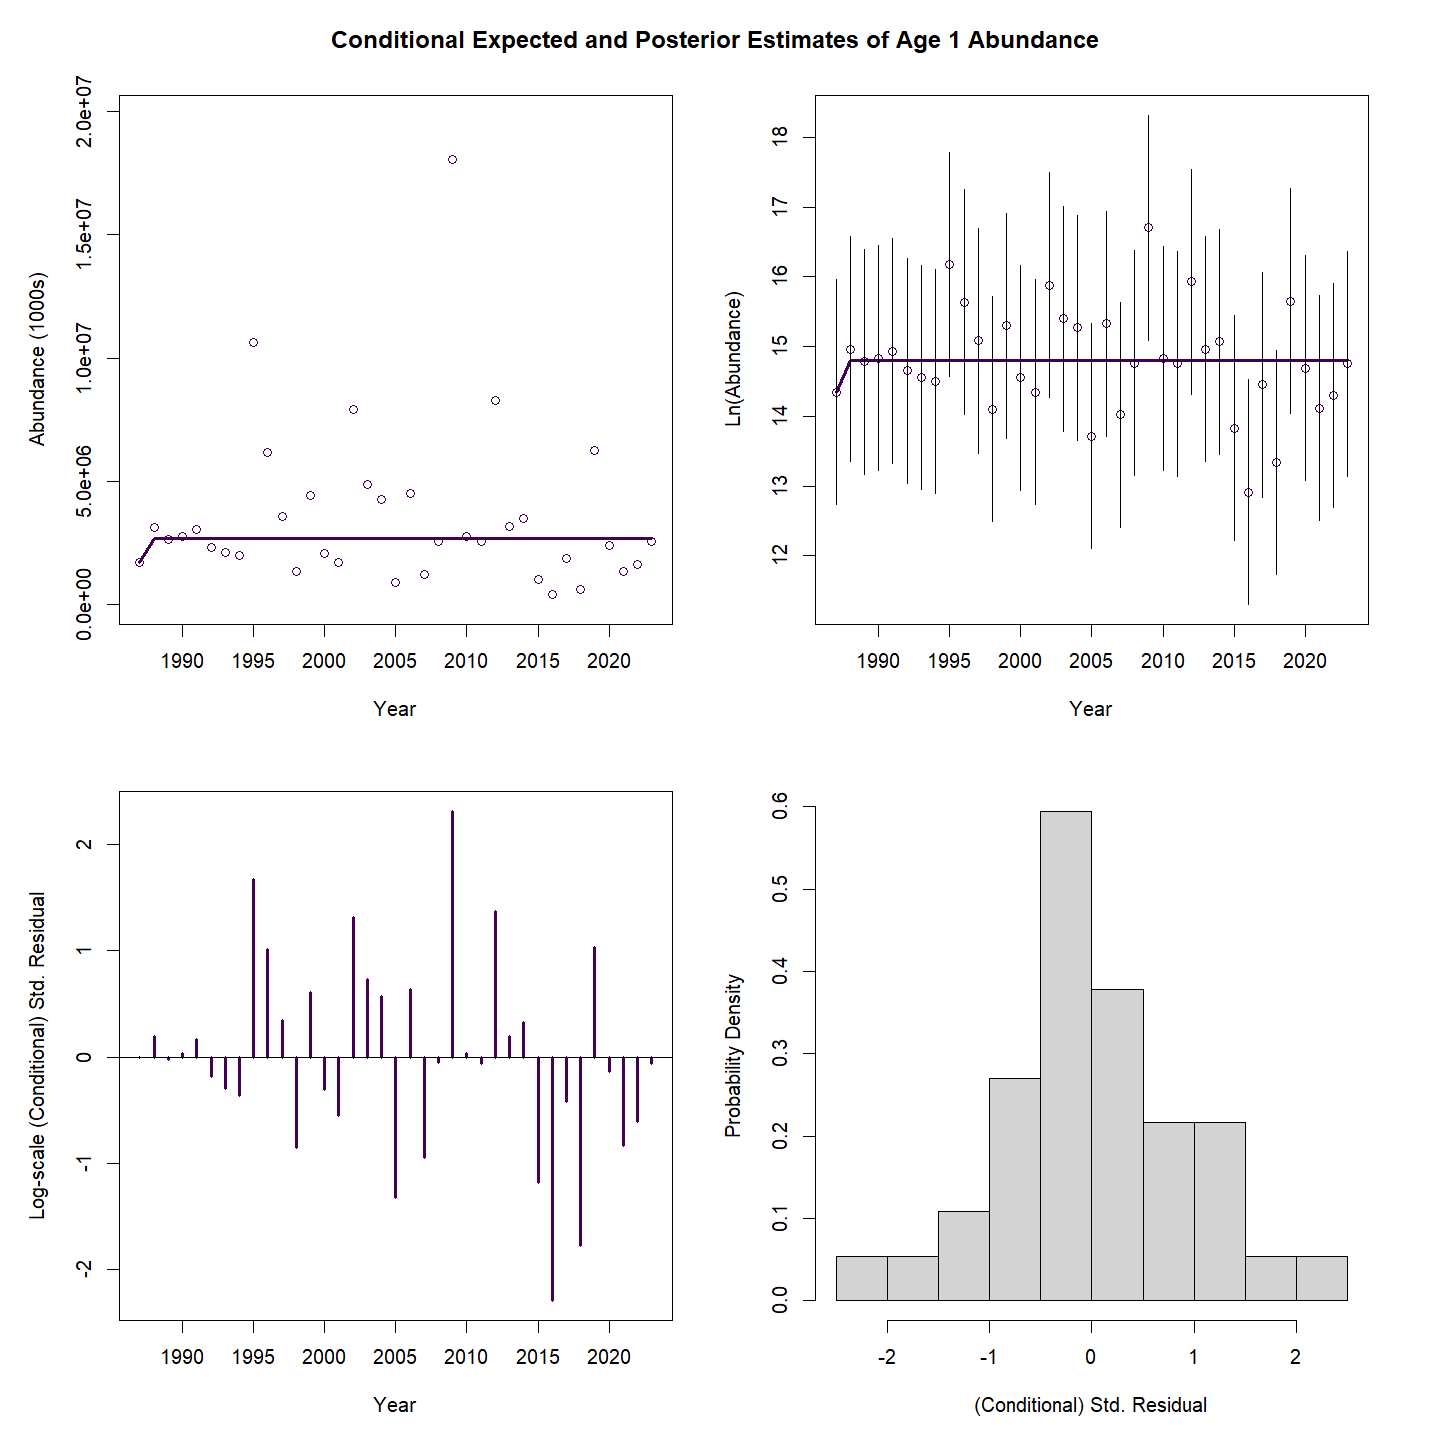 Conditional Expected and Posterior Estimates of Age 1 Abundance
Abundance (1000s)
2.0e+07
1.5e+07
1.0e+07
5.0e+06
0.0e+00
1990 1995 2000 2005 2010 2015 2020
Year
Ln(Abundance)
18
17
16
15
14
13
12
1990 1995 2000 2005 2010 2015 2020
Year
Log-scale (Conditional) Std. Residual
2
1
0
-1
-2
1990 1995 2000 2005 2010 2015 2020
Year
Probability Density
0.6
0.5
0.4
0.3
0.2
0.1
0.0
-2 -1 0 1 2
(Conditional) Std. Residual